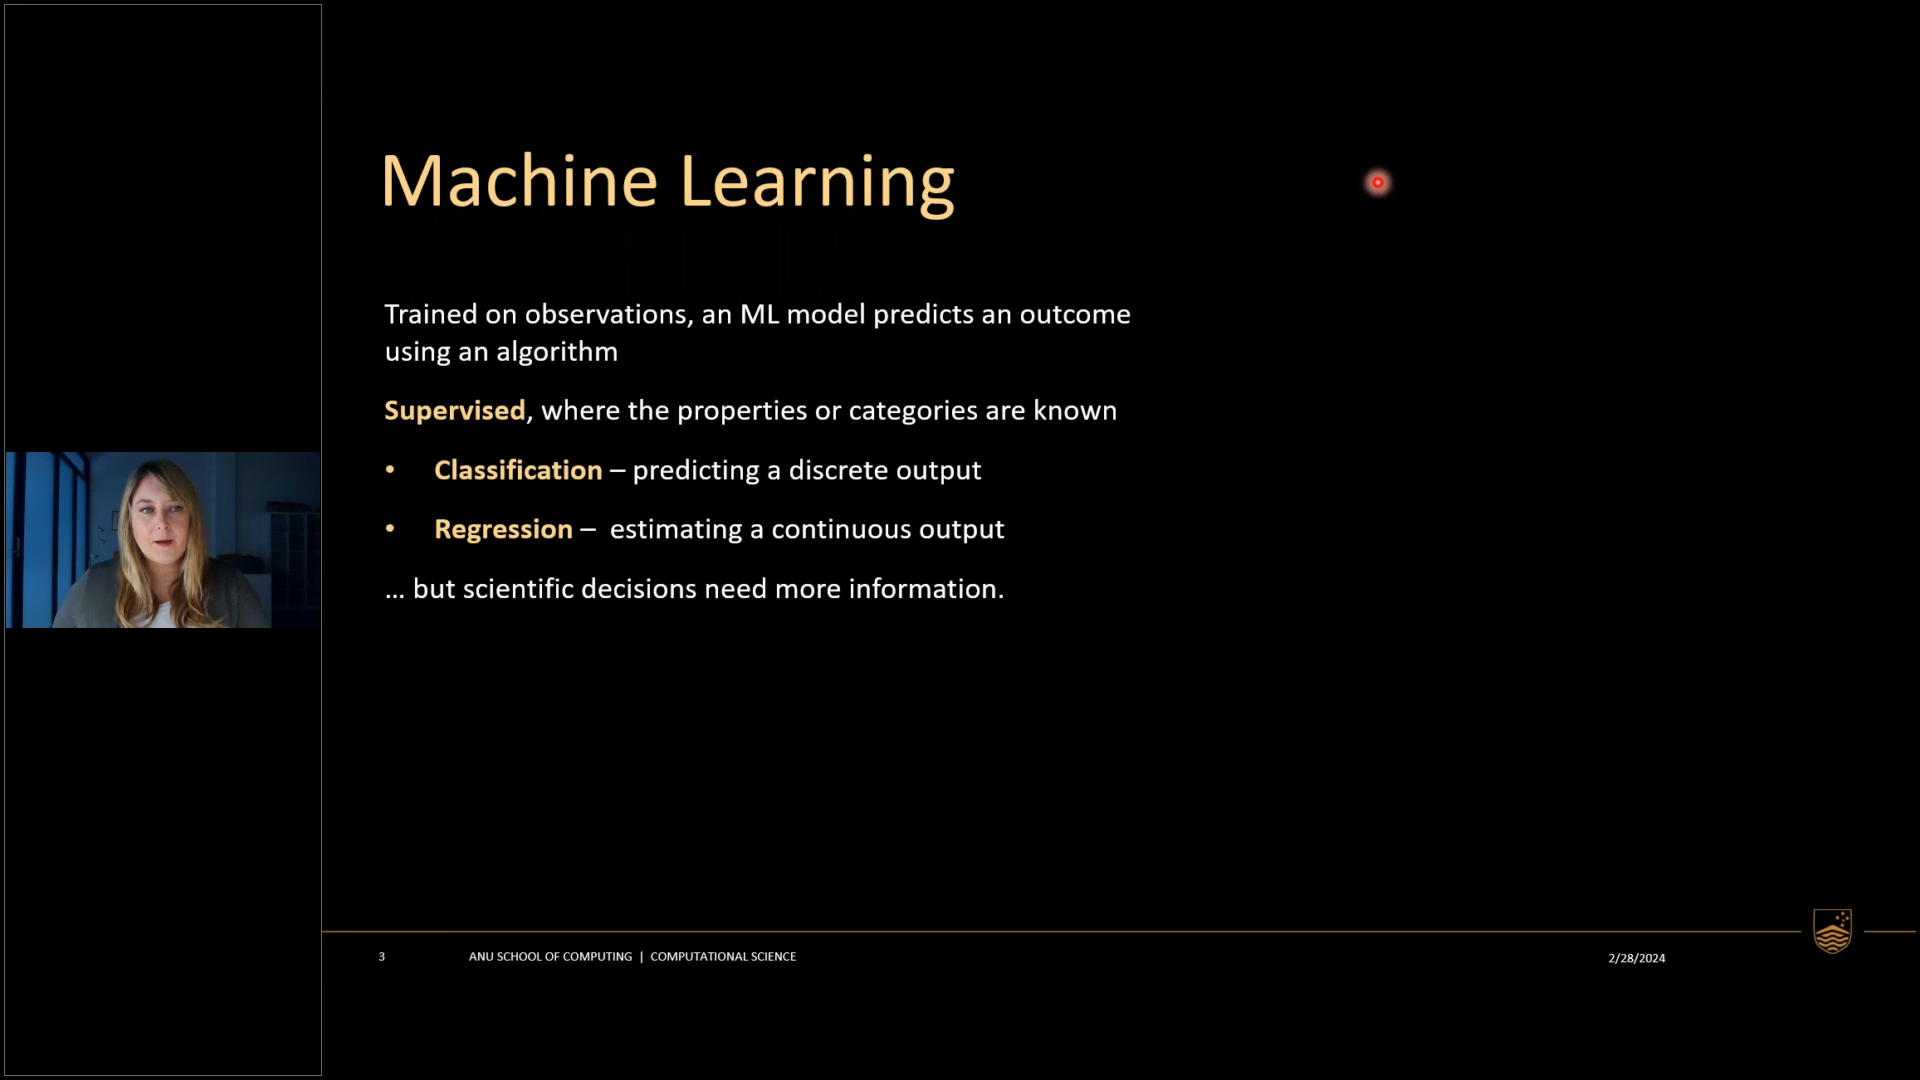 Machine Learning
Trained on observations, an ML model predicts an outcome
using an algorithm
Supervised, where the properties or categories are known
• Classification – predicting a discrete output
• Regression –  estimating a continuous output
... but scientific decisions need more information.
3
ANU SCHOOL OF COMPUTING | COMPUTATIONAL SCIENCE
2/28/2024